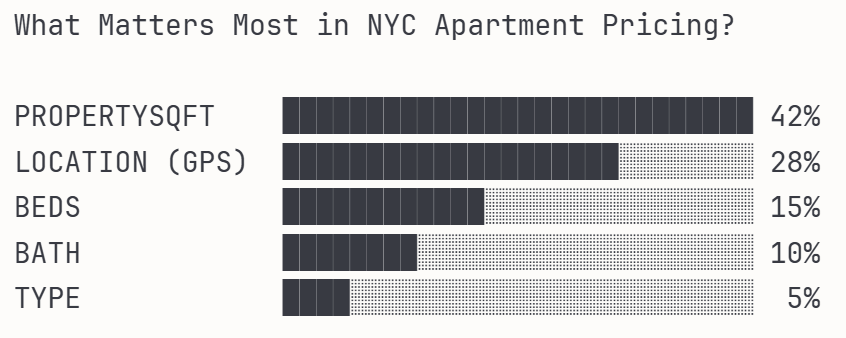 What Matters Most in NYC Apartment Pricing?
PROPERTYSQFT 42%
LOCATION (GPS) 28%
BEDS 15%
BATH 10%
TYPE 5%